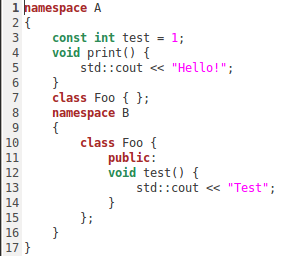 1 namespace A
2 {
3     const int test = 1;
4     void print() {
5         std::cout << "Hello!";
6     }
7     class Foo { };
8     namespace B
9     {
10         class Foo {
11             public:
12             void test() {
13                 std::cout << "Test";
14             }
15         };
16     }
17 }